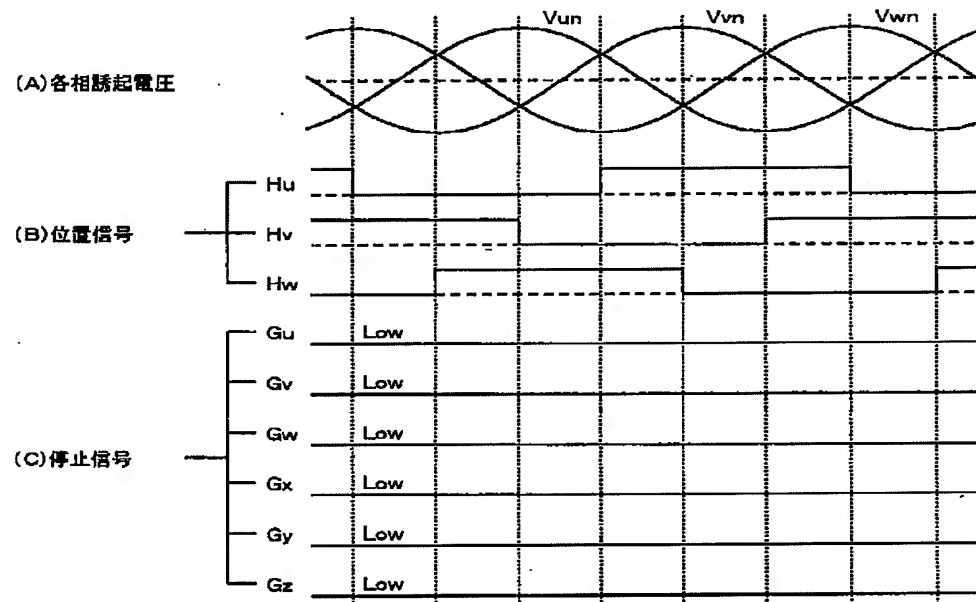 Vun Vvn Vwn
(A)各相誘起電圧
Hu
(B)位置信号 Hv
Hw
Gu Low
Gv Low
Gw Low
(C)停止信号
Gx Low
Gy Low
Gz Low